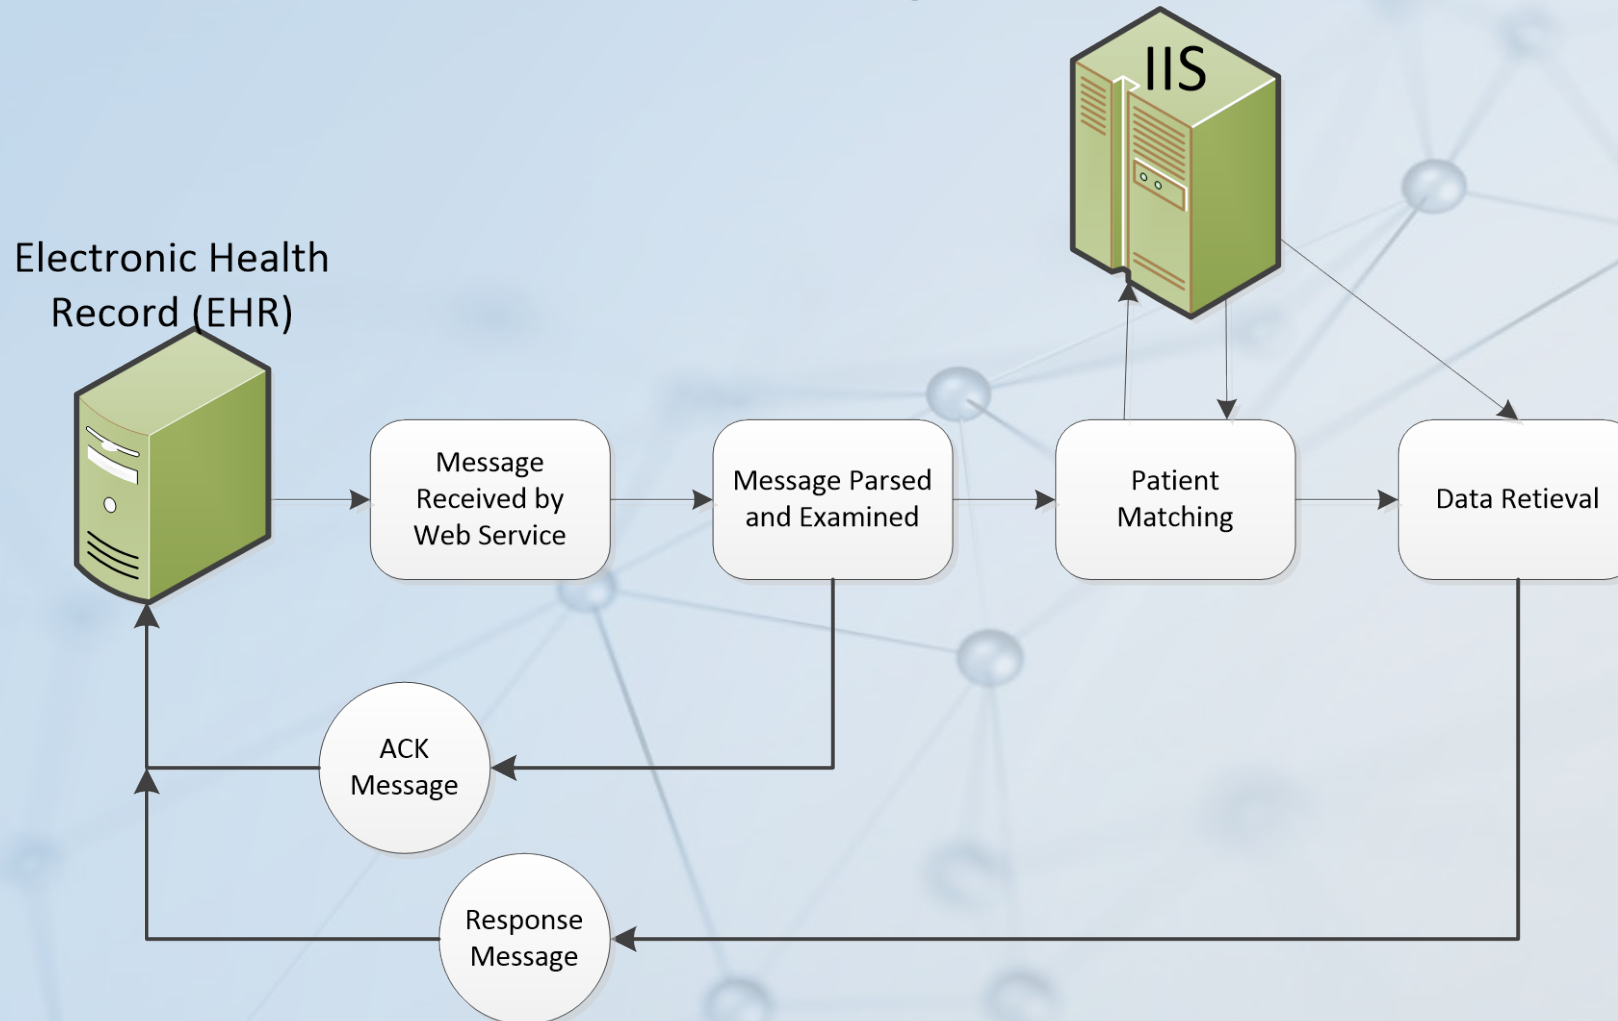 IIS
Electronic Health
Record (EHR)
Message
Received by
Web Service
Message Parsed
and Examined
Patient
Matching
Data Retieval
ACK
Message
Response
Message